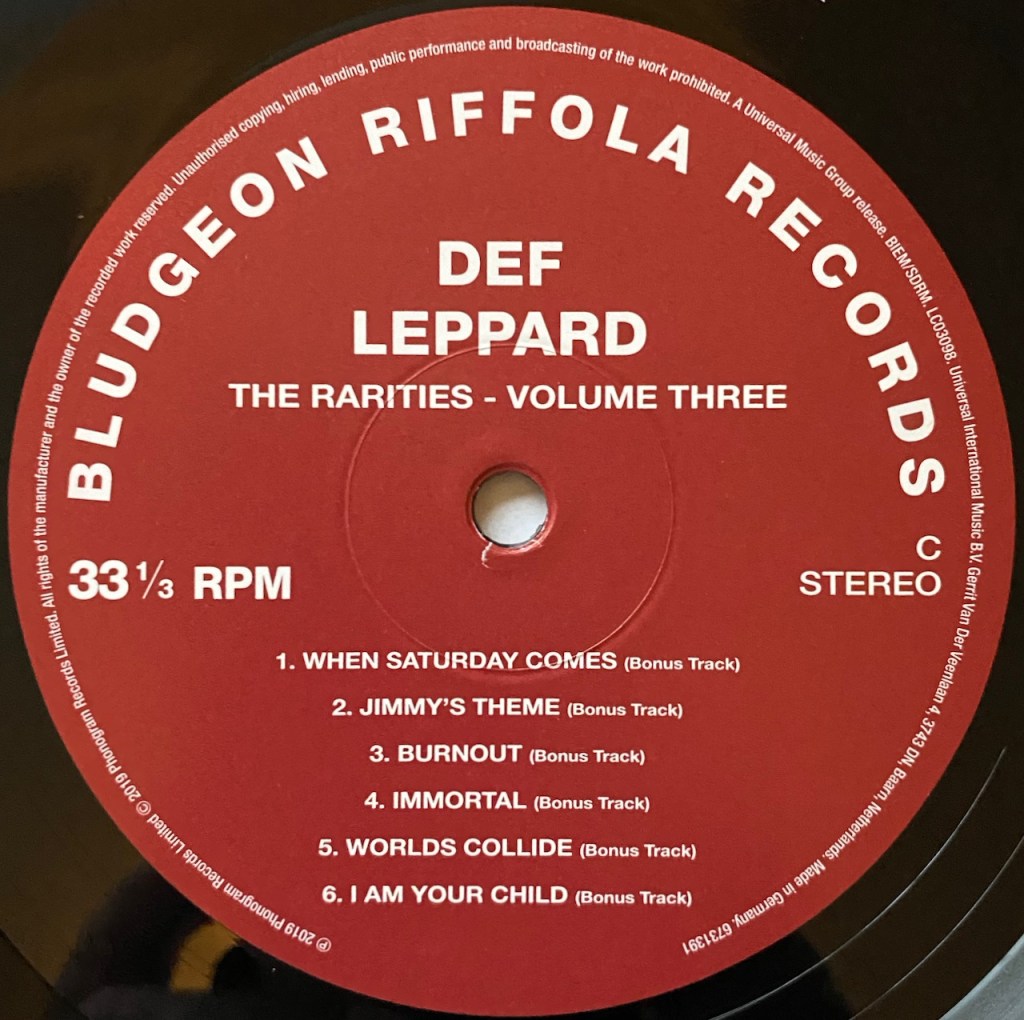 ℗ 2019 Phonogram Records Limited © 2019 Phonogram Records Limited. All rights of the manufacturer and the owner of the recorded work reserved. Unauthorised copying, hiring, lending, public performance and broadcasting of the work prohibited. A Universal Music Group release. BIEM/SDRM. LC03098. Universal International Music B.V. Gerrit Van Der Veenlaan 4, 3743 DN, Baarn, Netherlands. Made in Germany. 6731391
BLUDGEON RIFFOLA RECORDS
DEF
LEPPARD
THE RARITIES - VOLUME THREE
C
33 1/3 RPM
STEREO
1. WHEN SATURDAY COMES (Bonus Track)
2. JIMMY'S THEME (Bonus Track)
3. BURNOUT (Bonus Track)
4. IMMORTAL (Bonus Track)
5. WORLDS COLLIDE (Bonus Track)
6. I AM YOUR CHILD (Bonus Track)